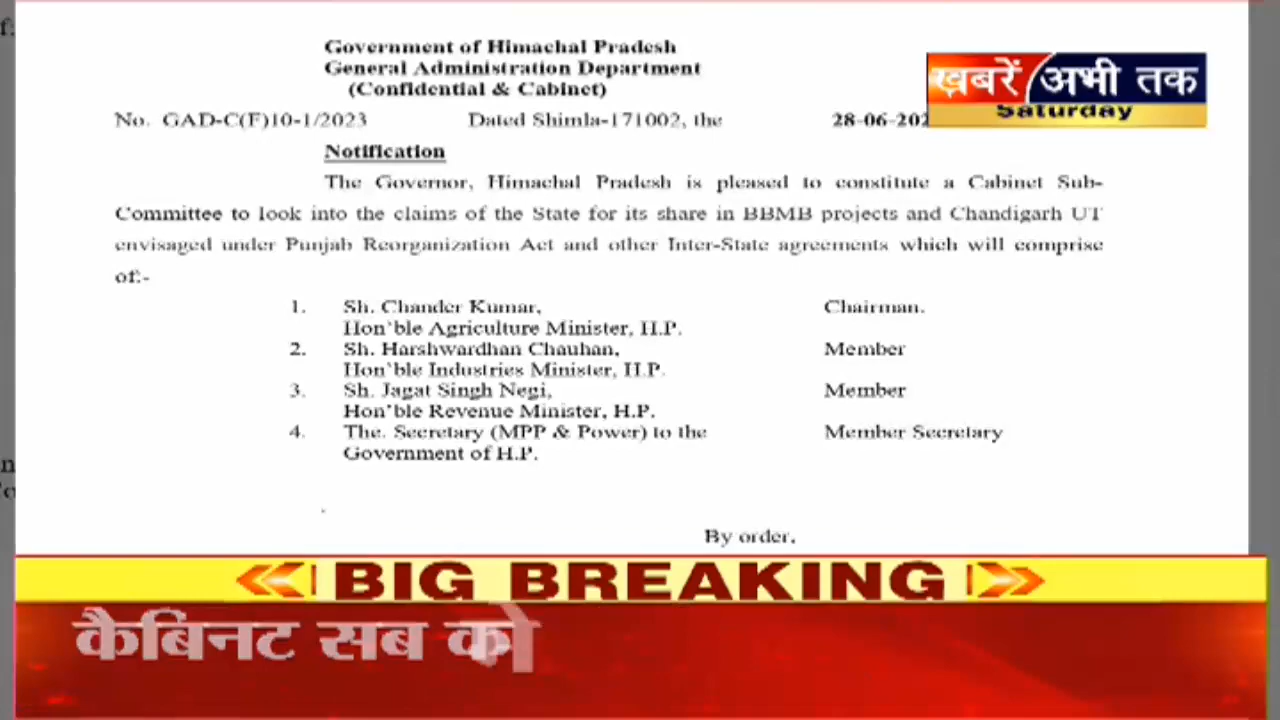 f:
Government of Himachal Pradesh
General Administration Department
(Confidential & Cabinet)
ख़बरें अभी तक
Saturday
No. GAD-C(F)10-1/2023 Dated Shimla-171002, the 28-06-202
Notification
The Governor, Himachal Pradesh is pleased to constitute a Cabinet Sub-
Committee to look into the claims of the State for its share in BBMB projects and Chandigarh UT
envisaged under Punjab Reorganization Act and other Inter-State agreements which will comprise
of:-
1. Sh. Chander Kumar, Chairman.
Hon'ble Agriculture Minister, H.P.
2. Sh. Harshwardhan Chauhan, Member
Hon'ble Industries Minister, H.P.
3. Sh. Jagat Singh Negi, Member
Hon'ble Revenue Minister, H.P.
4. The. Secretary (MPP & Power) to the Member Secretary
Government of H.P.
By order,
BIG BREAKING
कैबिनट सब को